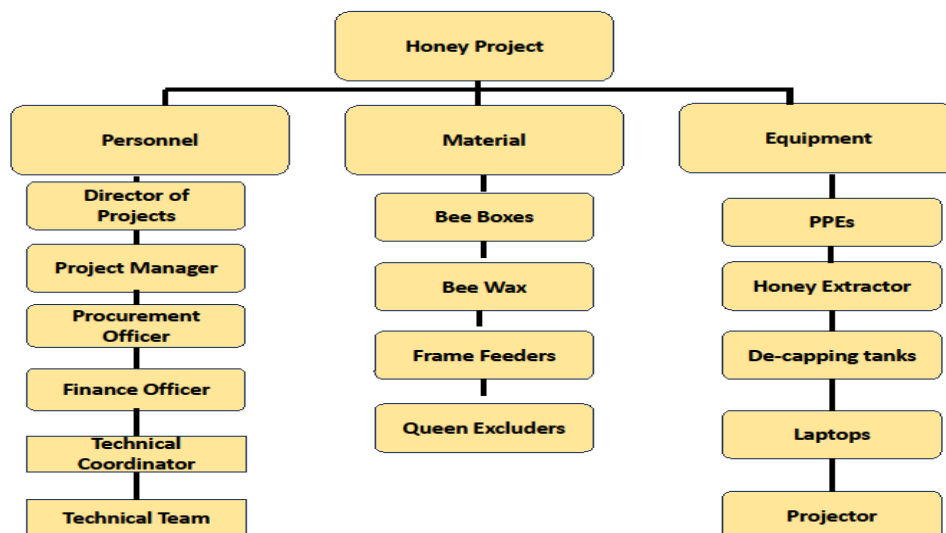 Honey Project
Personnel
Material
Equipment
Director of
Projects
Project Manager
Procurement
Officer
Finance Officer
Technical
Coordinator
Technical Team
Bee Boxes
Bee Wax
Frame Feeders
Queen Excluders
PPEs
Honey Extractor
De-capping tanks
Laptops
Projector